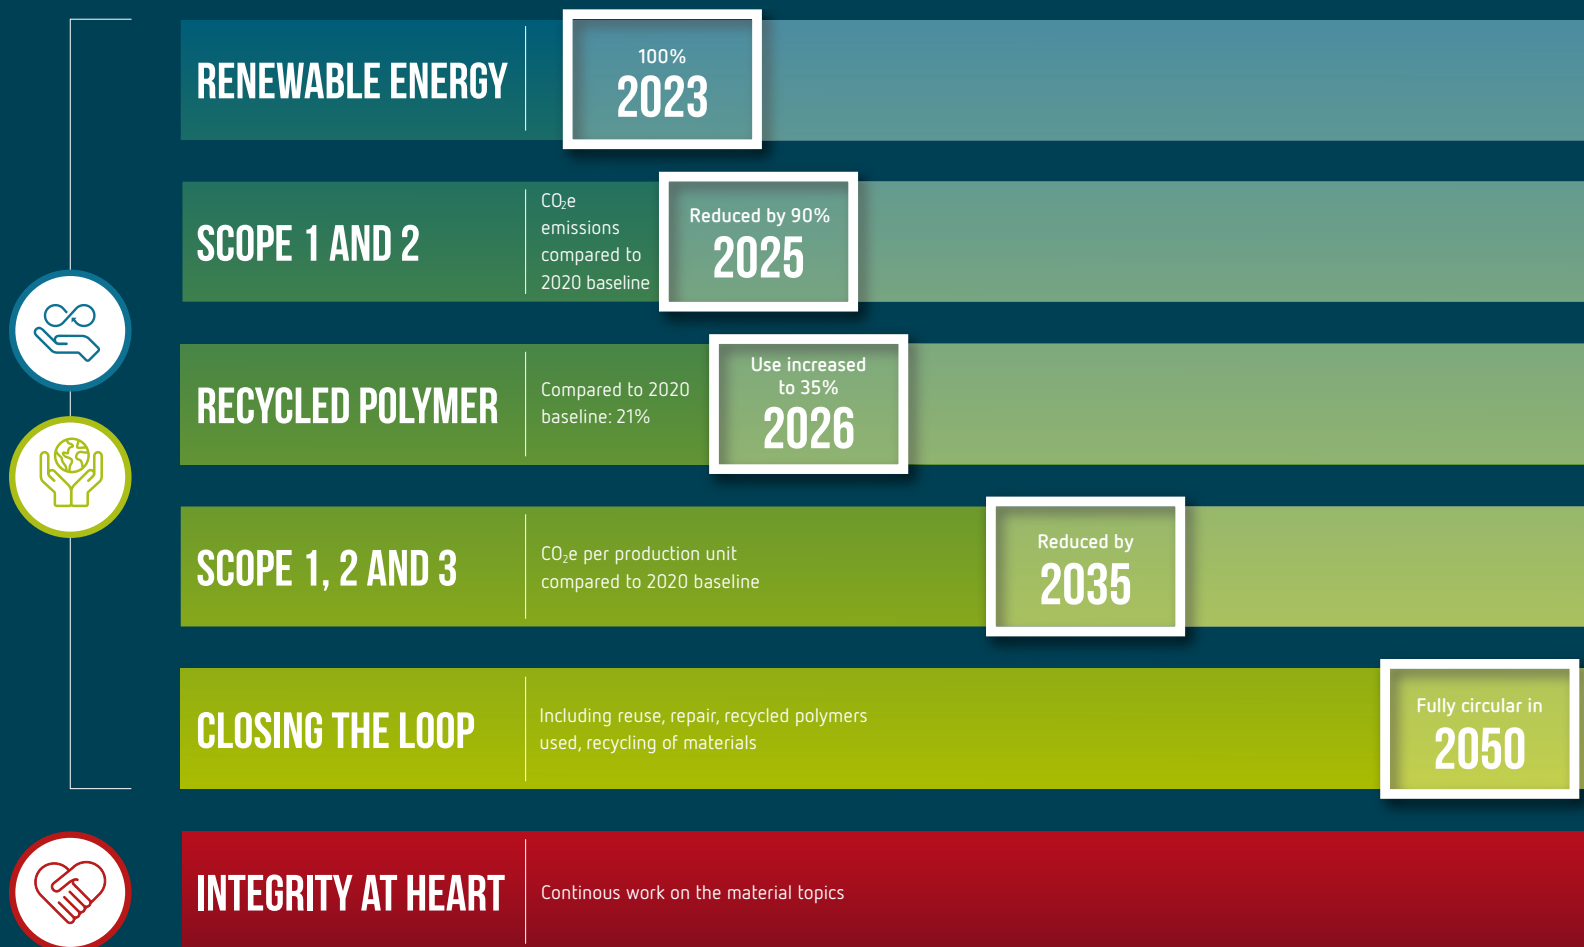 RENEWABLE ENERGY
100%
2023
SCOPE 1 AND 2
CO₂e
emissions
compared to
2020 baseline
Reduced by 90%
2025
RECYCLED POLYMER
Compared to 2020
baseline: 21%
Use increased
to 35%
2026
SCOPE 1, 2 AND 3
CO₂e per production unit
compared to 2020 baseline
Reduced by
2035
CLOSING THE LOOP
Including reuse, repair, recycled polymers
used, recycling of materials
Fully circular in
2050
INTEGRITY AT HEART
Continous work on the material topics